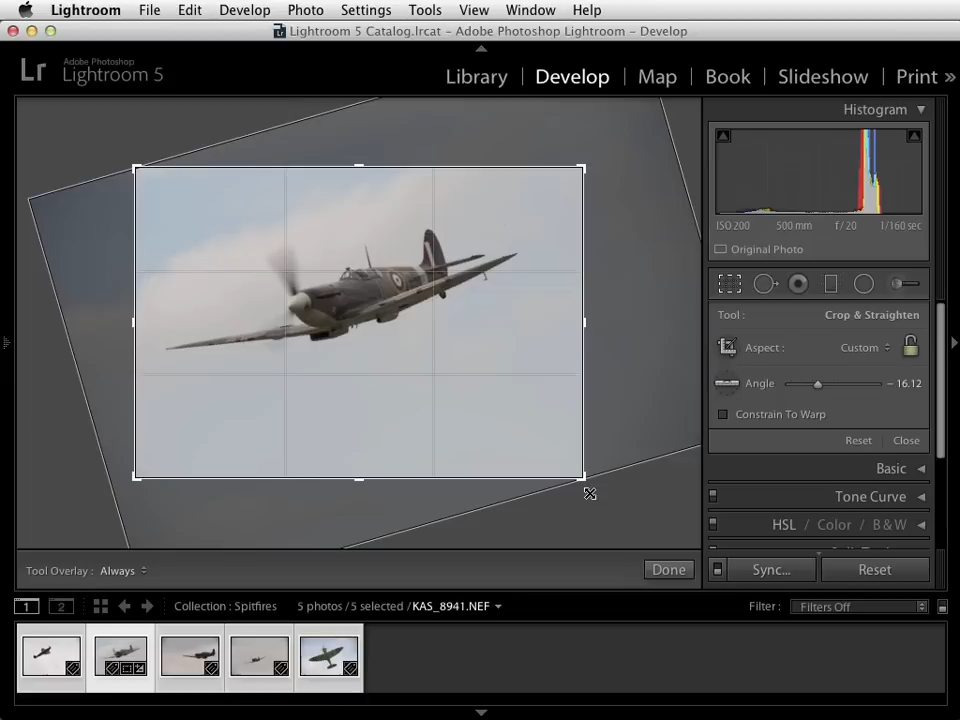 Lightroom File Edit Develop Photo Settings Tools View Window Help
Lightroom 5 Catalog.lrcat – Adobe Photoshop Lightroom – Develop
Lr Adobe Photoshop
Lightroom 5
Library | Develop | Map | Book | Slideshow | Print »
Histogram
ISO 200 500 mm f / 20 1/160 sec
Original Photo
Tool : Crop & Straighten
Aspect : Custom
Angle – 16.12
Constrain To Warp
Reset Close
Basic
Tone Curve
HSL / Color / B & W
Tool Overlay : Always Done Sync... Reset
1 2 Collection : Spitfires 5 photos / 5 selected / KAS_8941.NEF Filter : Filters Off